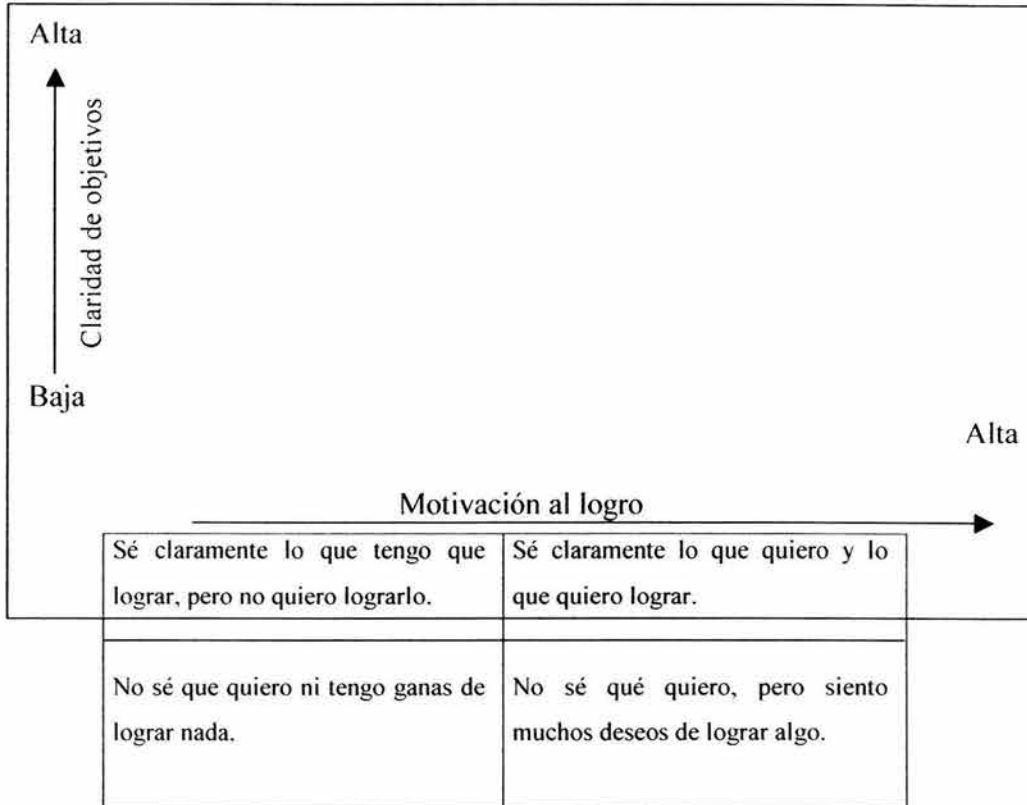 Alta
Claridad de objetivos
Baja
Alta
Motivación al logro
Sé claramente lo que tengo que
lograr, pero no quiero lograrlo.
Sé claramente lo que quiero y lo
que quiero lograr.
No sé que quiero ni tengo ganas de
lograr nada.
No sé qué quiero, pero siento
muchos deseos de lograr algo.